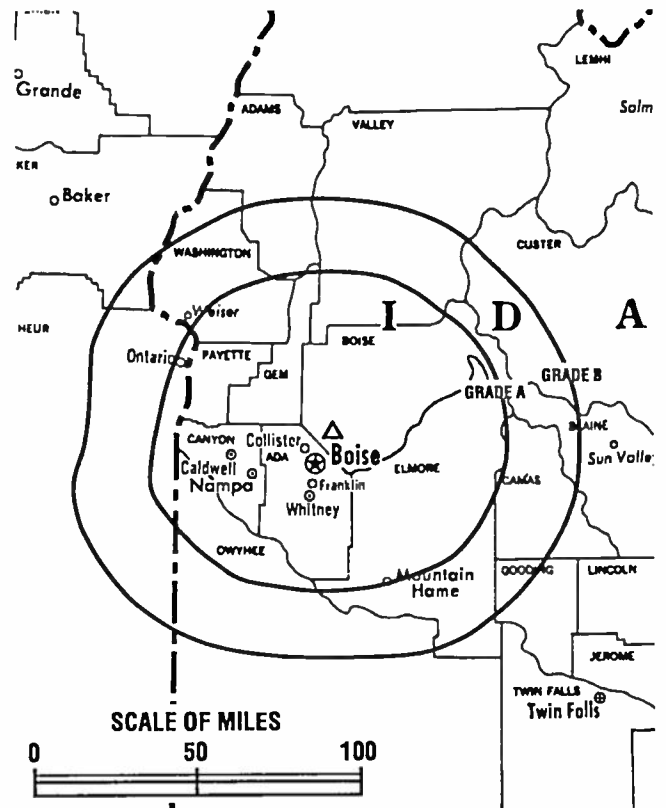 LEMHI
Grande
ADAMS
VALLEY
Salm
KER
Baker
CUSTER
WASHINGTON
I D A
Weiser
HEUR
BOISE
Ontario
PAYETTE
GEM
GRADE B
GRADE A
BLAINE
CANYON
Collister
Boise
Sun Valle
Caldwell
ADA
ELMORE
Nampa
Franklin
CAMAS
Whitney
OWYHEE
Mountain
Home
GOODING
LINCOLN
JEROME
TWIN FALLS
Twin Falls
SCALE OF MILES
0 50 100